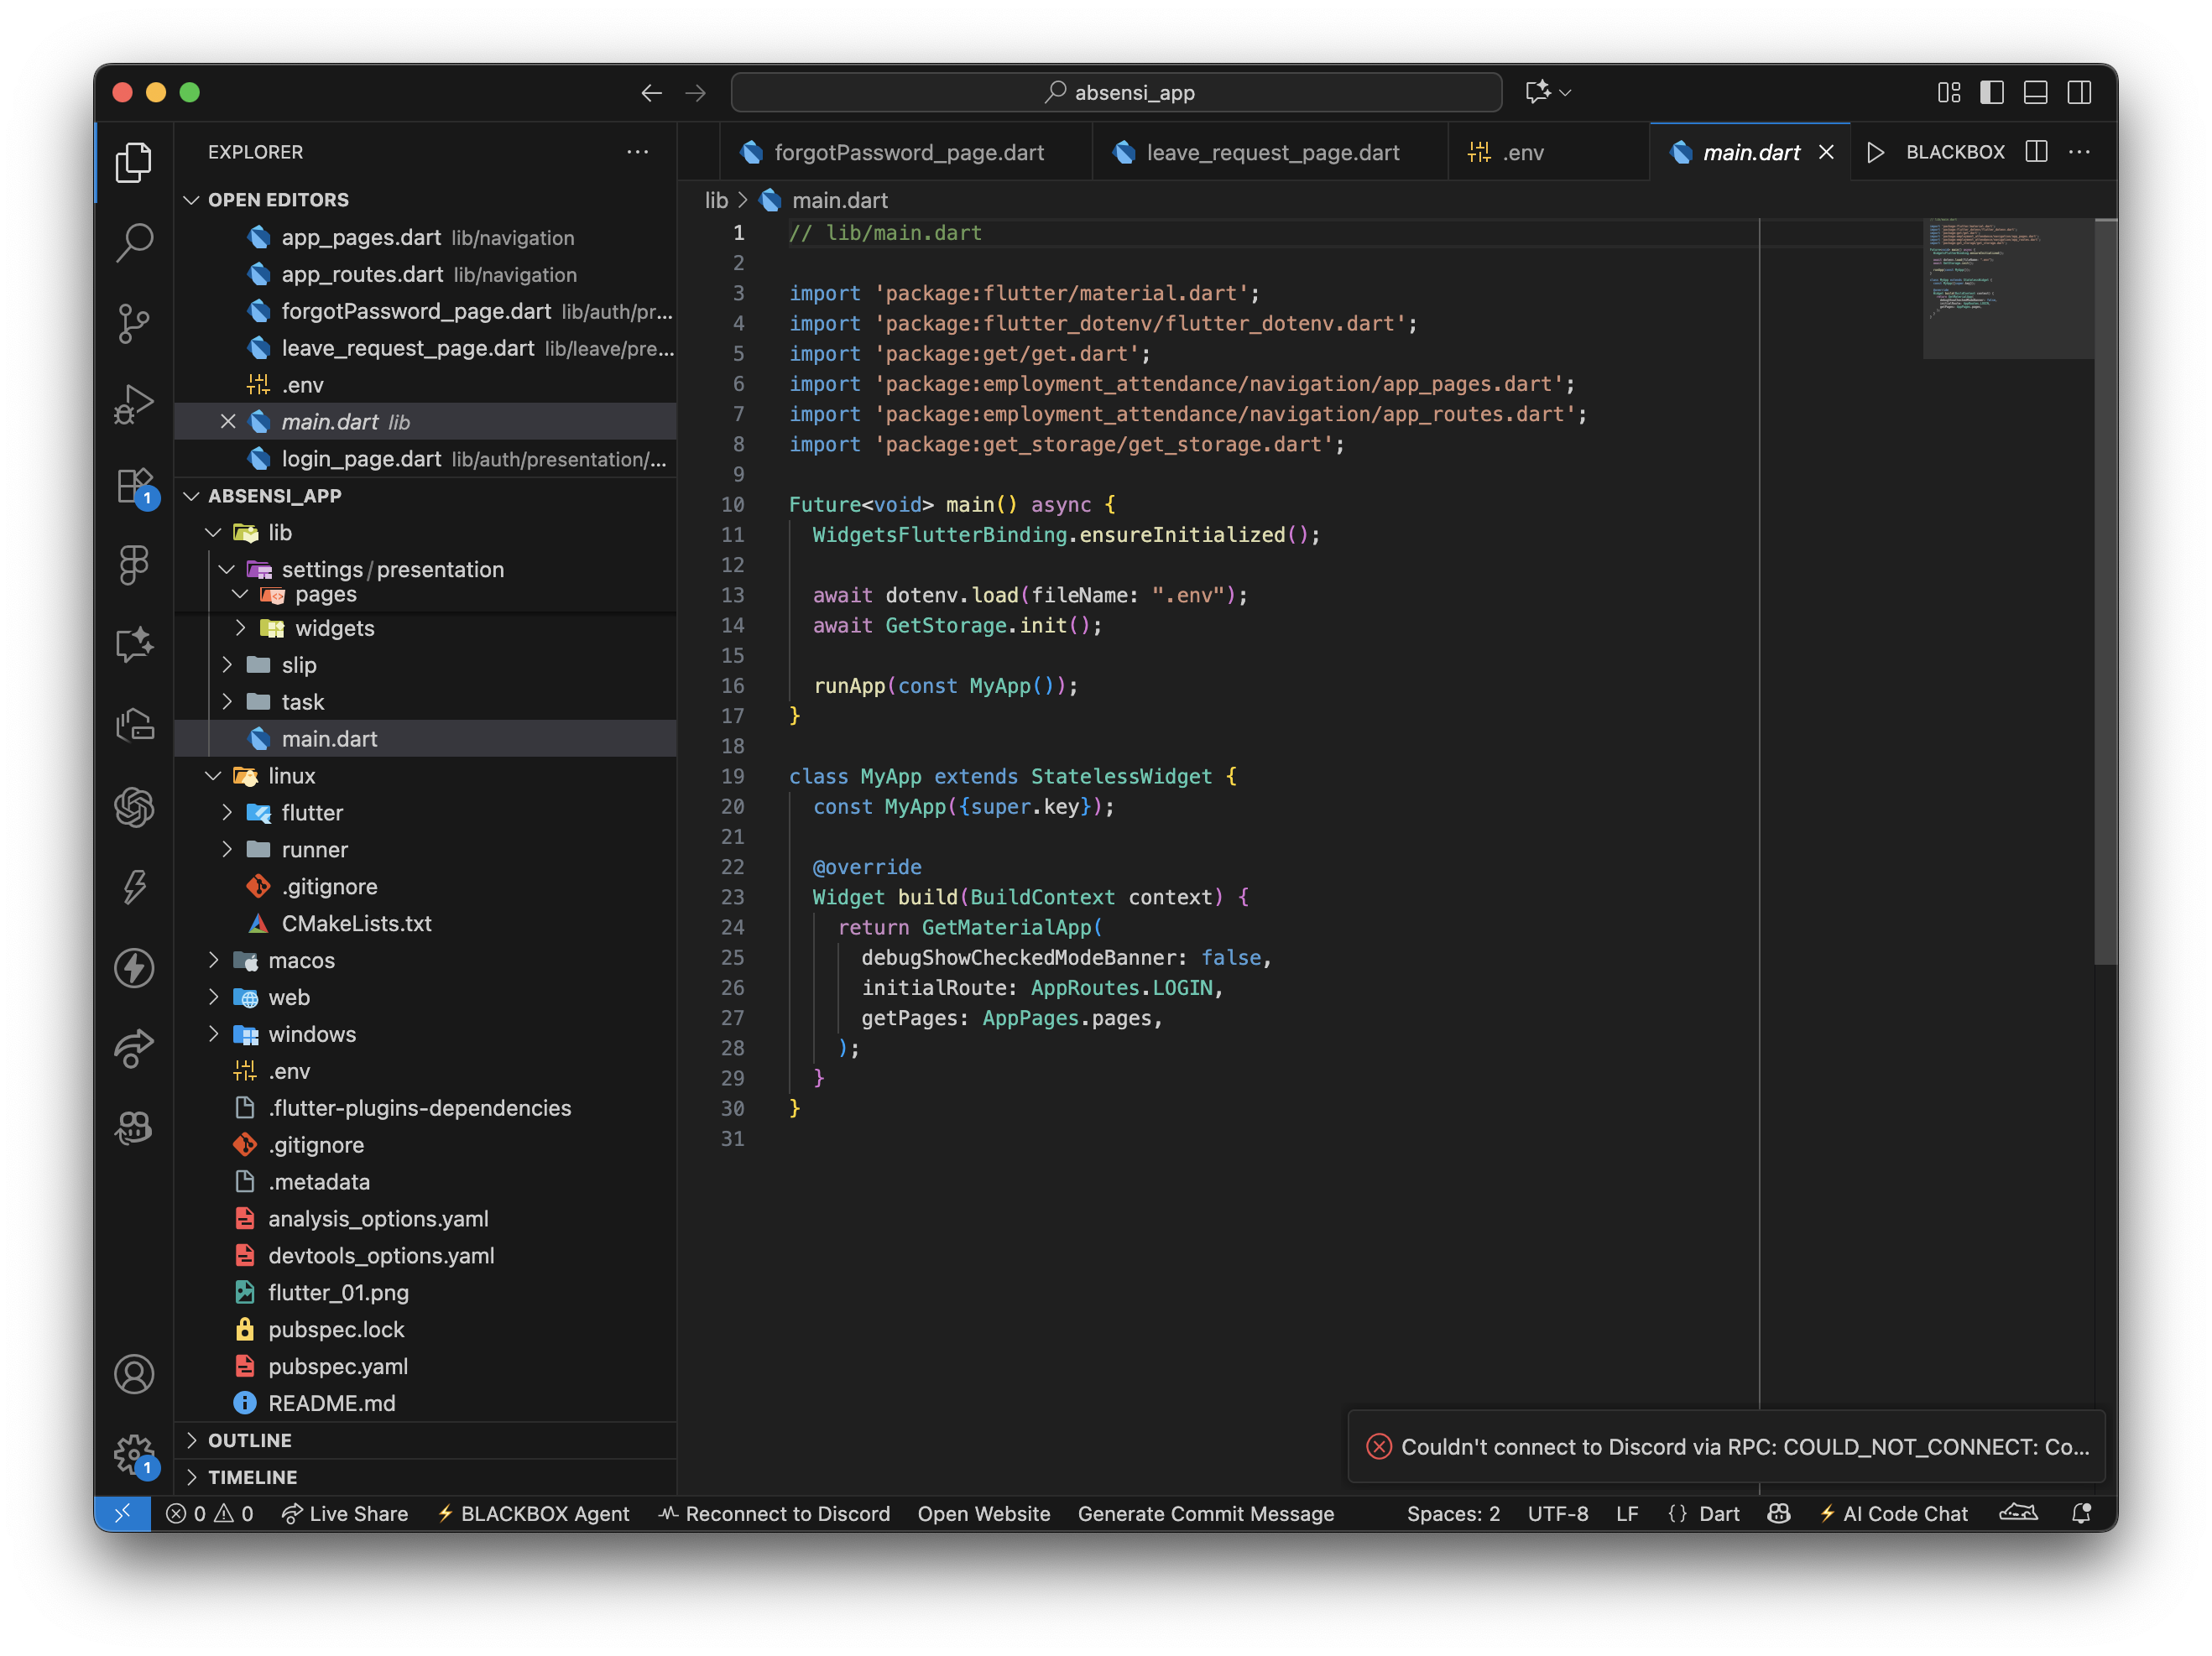 absensi_app
EXPLORER
OPEN EDITORS
app_pages.dart lib/navigation
app_routes.dart lib/navigation
forgotPassword_page.dart lib/auth/pr...
leave_request_page.dart lib/leave/pre...
.env
main.dart lib
login_page.dart lib/auth/presentation/...
ABSENSI_APP
lib
settings/presentation
pages
widgets
slip
task
main.dart
linux
flutter
runner
.gitignore
CMakeLists.txt
macos
web
windows
.env
.flutter-plugins-dependencies
.gitignore
.metadata
analysis_options.yaml
devtools_options.yaml
flutter_01.png
pubspec.lock
pubspec.yaml
README.md
OUTLINE
TIMELINE
1
1
forgotPassword_page.dart leave_request_page.dart .env main.dart BLACKBOX
lib > main.dart
1 // lib/main.dart
2
3 import 'package:flutter/material.dart';
4 import 'package:flutter_dotenv/flutter_dotenv.dart';
5 import 'package:get/get.dart';
6 import 'package:employment_attendance/navigation/app_pages.dart';
7 import 'package:employment_attendance/navigation/app_routes.dart';
8 import 'package:get_storage/get_storage.dart';
9
10 Future<void> main() async {
11 WidgetsFlutterBinding.ensureInitialized();
12
13 await dotenv.load(fileName: ".env");
14 await GetStorage.init();
15
16 runApp(const MyApp());
17 }
18
19 class MyApp extends StatelessWidget {
20 const MyApp({super.key});
21
22 @override
23 Widget build(BuildContext context) {
24 return GetMaterialApp(
25 debugShowCheckedModeBanner: false,
26 initialRoute: AppRoutes.LOGIN,
27 getPages: AppPages.pages,
28 );
29 }
30 }
31
Couldn't connect to Discord via RPC: COULD_NOT_CONNECT: Co...
0 0 Live Share BLACKBOX Agent Reconnect to Discord Open Website Generate Commit Message Spaces: 2 UTF-8 LF {} Dart AI Code Chat